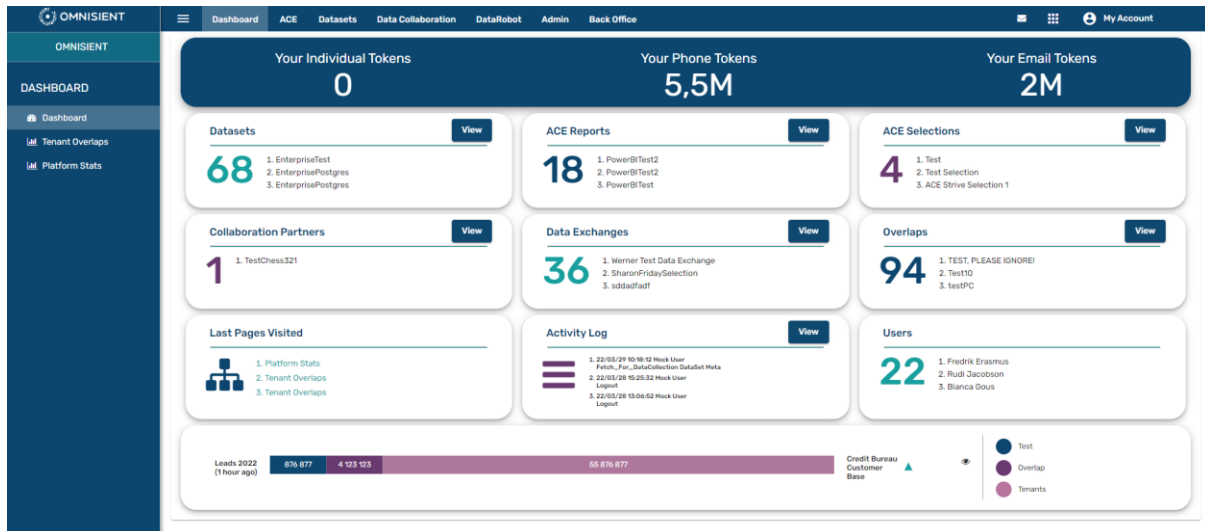 OMNISIENT
Dashboard ACE Datasets Data Collaboration DataRobot Admin Back Office My Account
OMNISIENT
DASHBOARD
Dashboard
Tenant Overlaps
Platform Stats
Your Individual Tokens
0
Your Phone Tokens
5,5M
Your Email Tokens
2M
Datasets View
68
1. EnterpriseTest
2. EnterprisePostgres
3. EnterprisePostgres
ACE Reports View
18
1. PowerBITest2
2. PowerBITest2
3. PowerBITest
ACE Selections View
4
1. Test
2. Test Selection
3. ACE Strive Selection 1
Collaboration Partners View
1
1. TestChess321
Data Exchanges View
36
1. Werner Test Data Exchange
2. SharonFridaySelection
3. sddadfadf
Overlaps View
94
1. TEST, PLEASE IGNORE!
2. Test10
3. testPC
Last Pages Visited
1. Platform Stats
2. Tenant Overlaps
3. Tenant Overlaps
Activity Log View
1. 22/03/29 10:18:12 Mock User
Fetch_For_DataCollection DataSet Meta
2. 22/03/28 15:25:32 Mock User
Logout
3. 22/03/28 13:06:52 Mock User
Logout
Users
22
1. Fredrik Erasmus
2. Rudi Jacobson
3. Bianca Gous
Leads 2022
(1 hour ago)
876 877 4 123 123 55 876 877
Credit Bureau
Customer
Base
Test
Overlap
Tenants